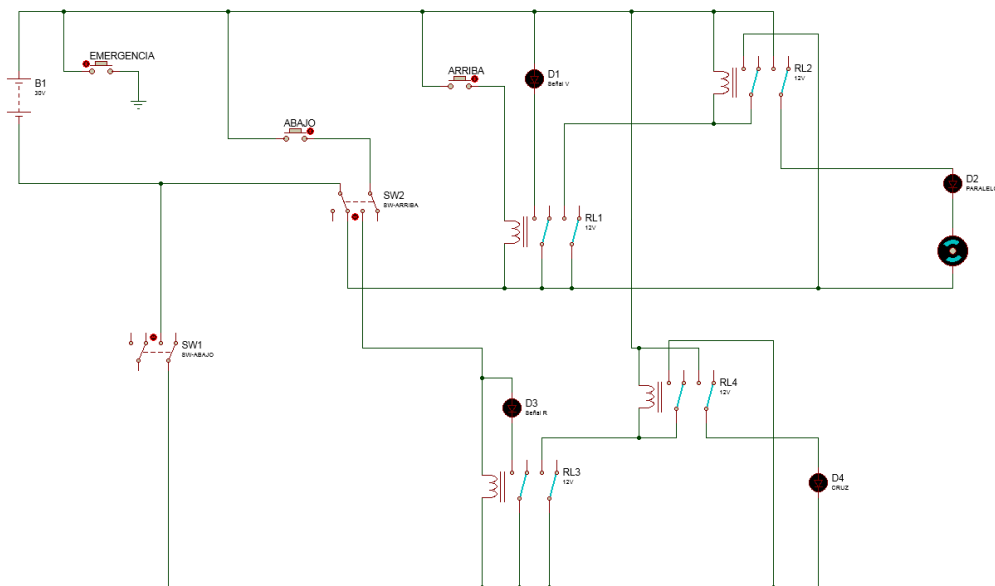 EMERGENCIA
B1
30V
ABAJO
SW2
SW-ARRIBA
ARRIBA
D1
Señal V
RL2
12V
D2
PARALELO
RL1
12V
SW1
SW-ABAJO
RL4
12V
D3
Señal R
RL3
12V
D4
CRUZ